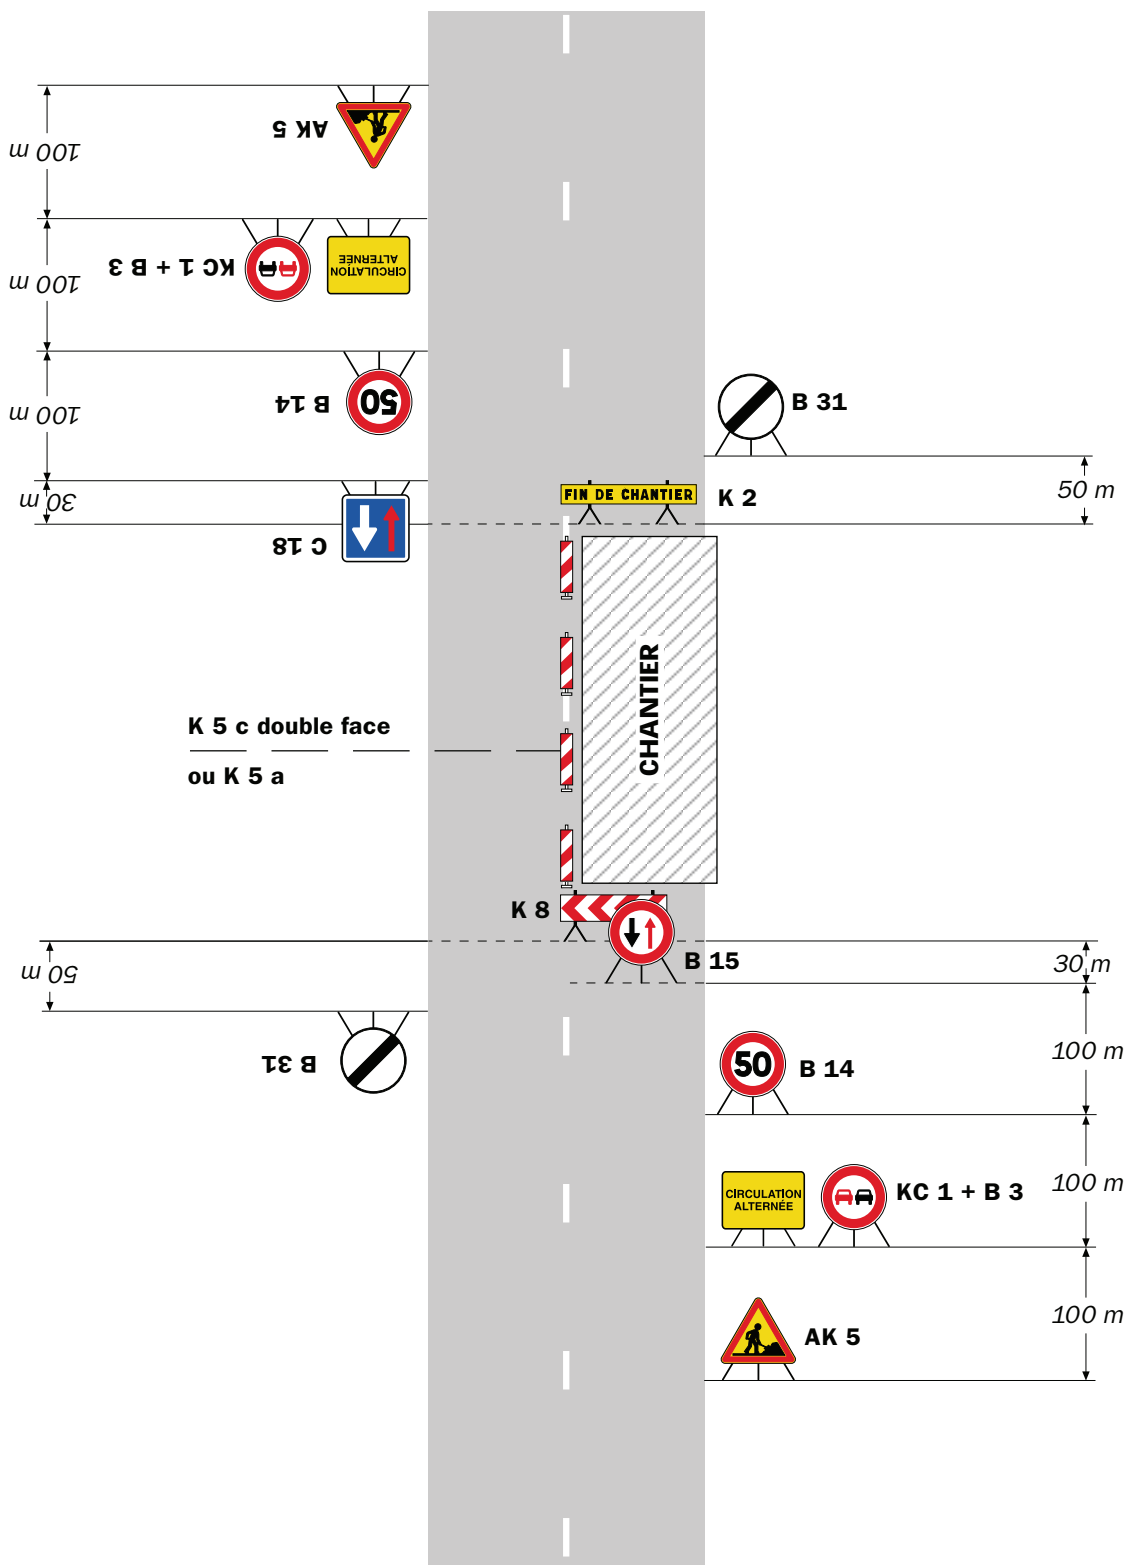 AK 5
100 m
KC 1 + B 3
CIRCULATION
ALTERNÉE
100 m
B 14
50
100 m
B 31
50 m
30 m
C 18
FIN DE CHANTIER
K 2
CHANTIER
K 5 c double face
ou K 5 a
K 8
B 15
30 m
50 m
B 31
50
B 14
100 m
CIRCULATION
ALTERNÉE
KC 1 + B 3
100 m
AK 5
100 m